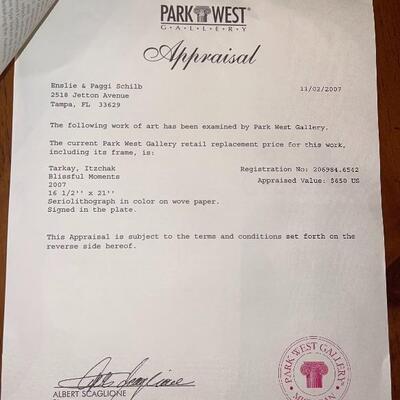 PARK WEST
G·A·L·L·E·R·Y
Appraisal
Enslie & Paggi Schilb
2518 Jetton Avenue
Tampa, FL 33629
11/02/2007
The following work of art has been examined by Park West Gallery.
The current Park West Gallery retail replacement price for this work,
including its frame, is:
Tarkay, Itzchak
Blissful Moments
2007
16 1/2'' x 21''
Seriolithograph in color on wove paper.
Signed in the plate.
Registration No: 206984.6542
Appraised Value: $650 US
This Appraisal is subject to the terms and conditions set forth on the
reverse side hereof.
ALBERT SCAGLIONE
PARK WEST GALLERY
MICHIGAN